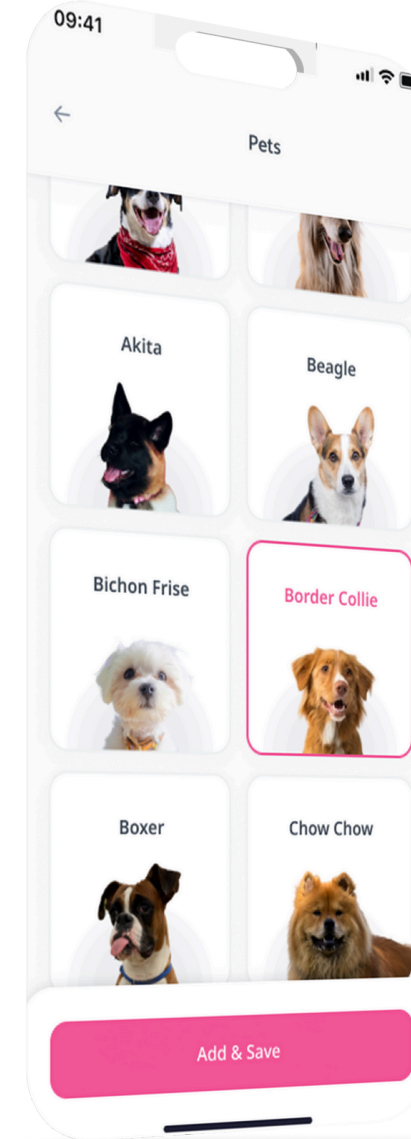 09:41
Pets
Akita
Beagle
Bichon Frise
Border Collie
Boxer
Chow Chow
Add & Save